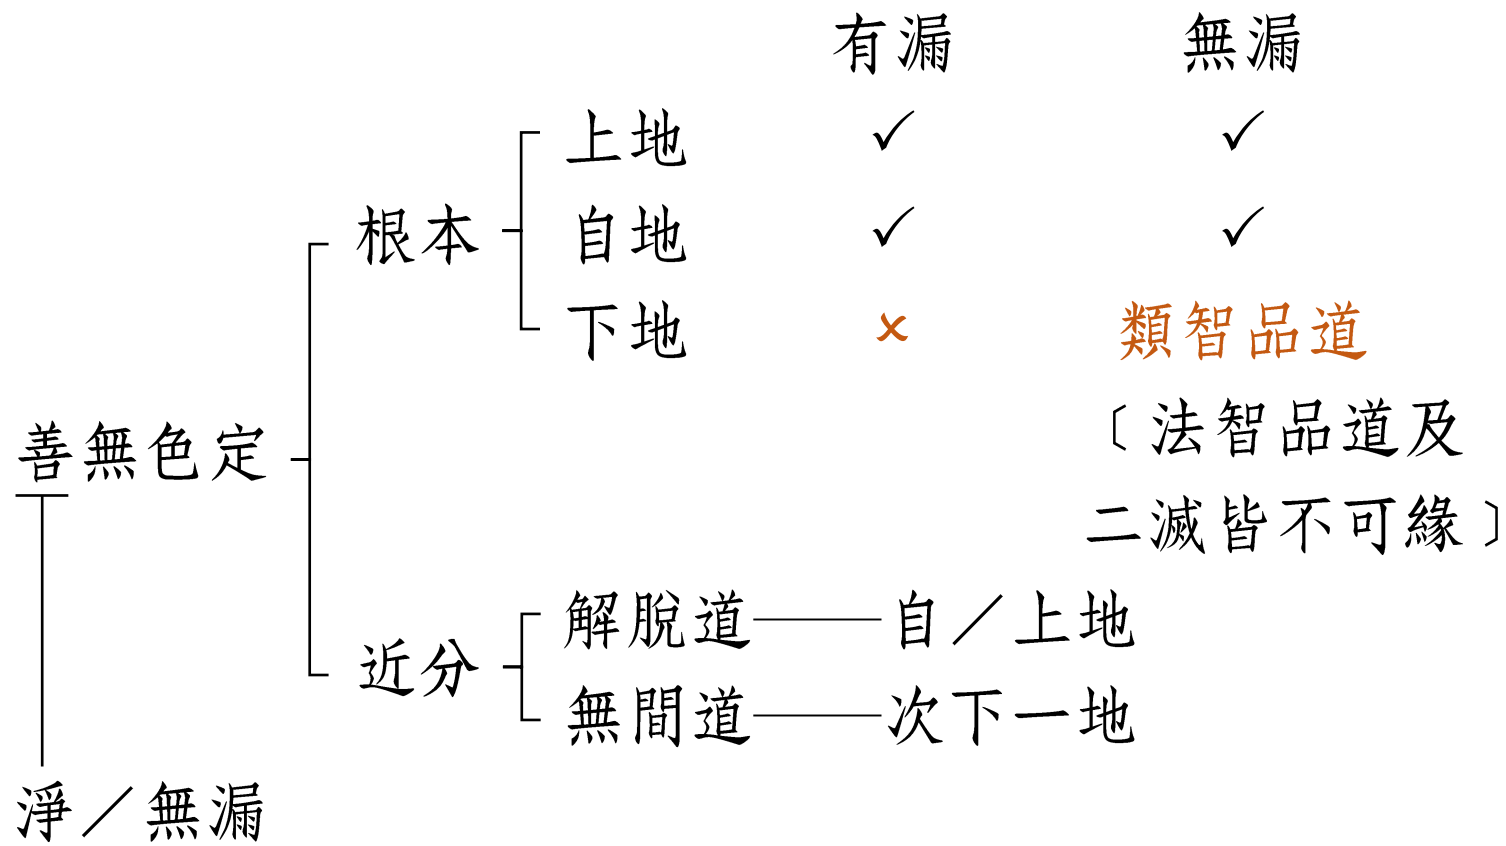 有漏 無漏
上地 ✓ ✓
根本 自地 ✓ ✓
下地 × 類智品道
善無色定 〔法智品道及
二滅皆不可緣〕
解脫道 自／上地
近分
無間道 次下一地
淨／無漏